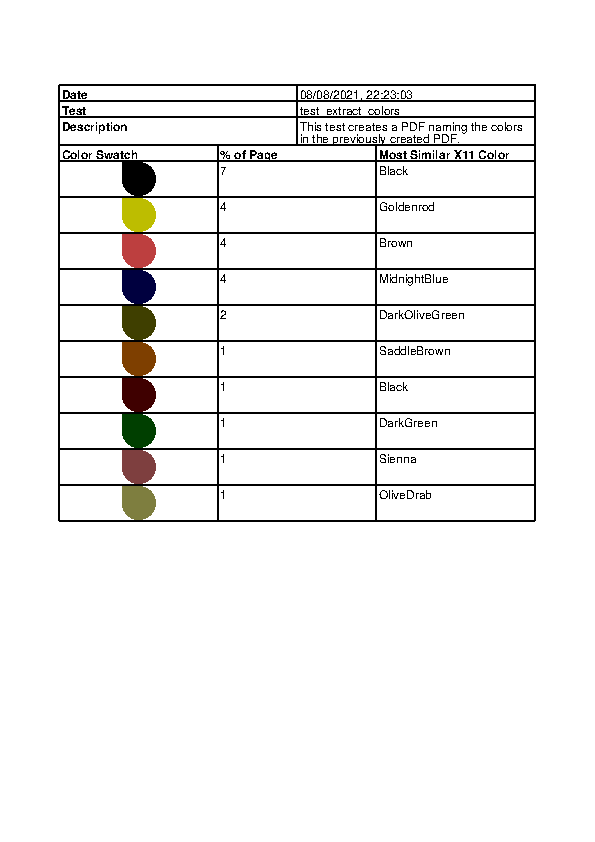 Date 08/08/2021, 22:23:03
Test test_extract_colors
Description This test creates a PDF naming the colors
in the previously created PDF.
Color Swatch % of Page Most Similar X11 Color
7 Black
4 Goldenrod
4 Brown
4 MidnightBlue
2 DarkOliveGreen
1 SaddleBrown
1 Black
1 DarkGreen
1 Sienna
1 OliveDrab